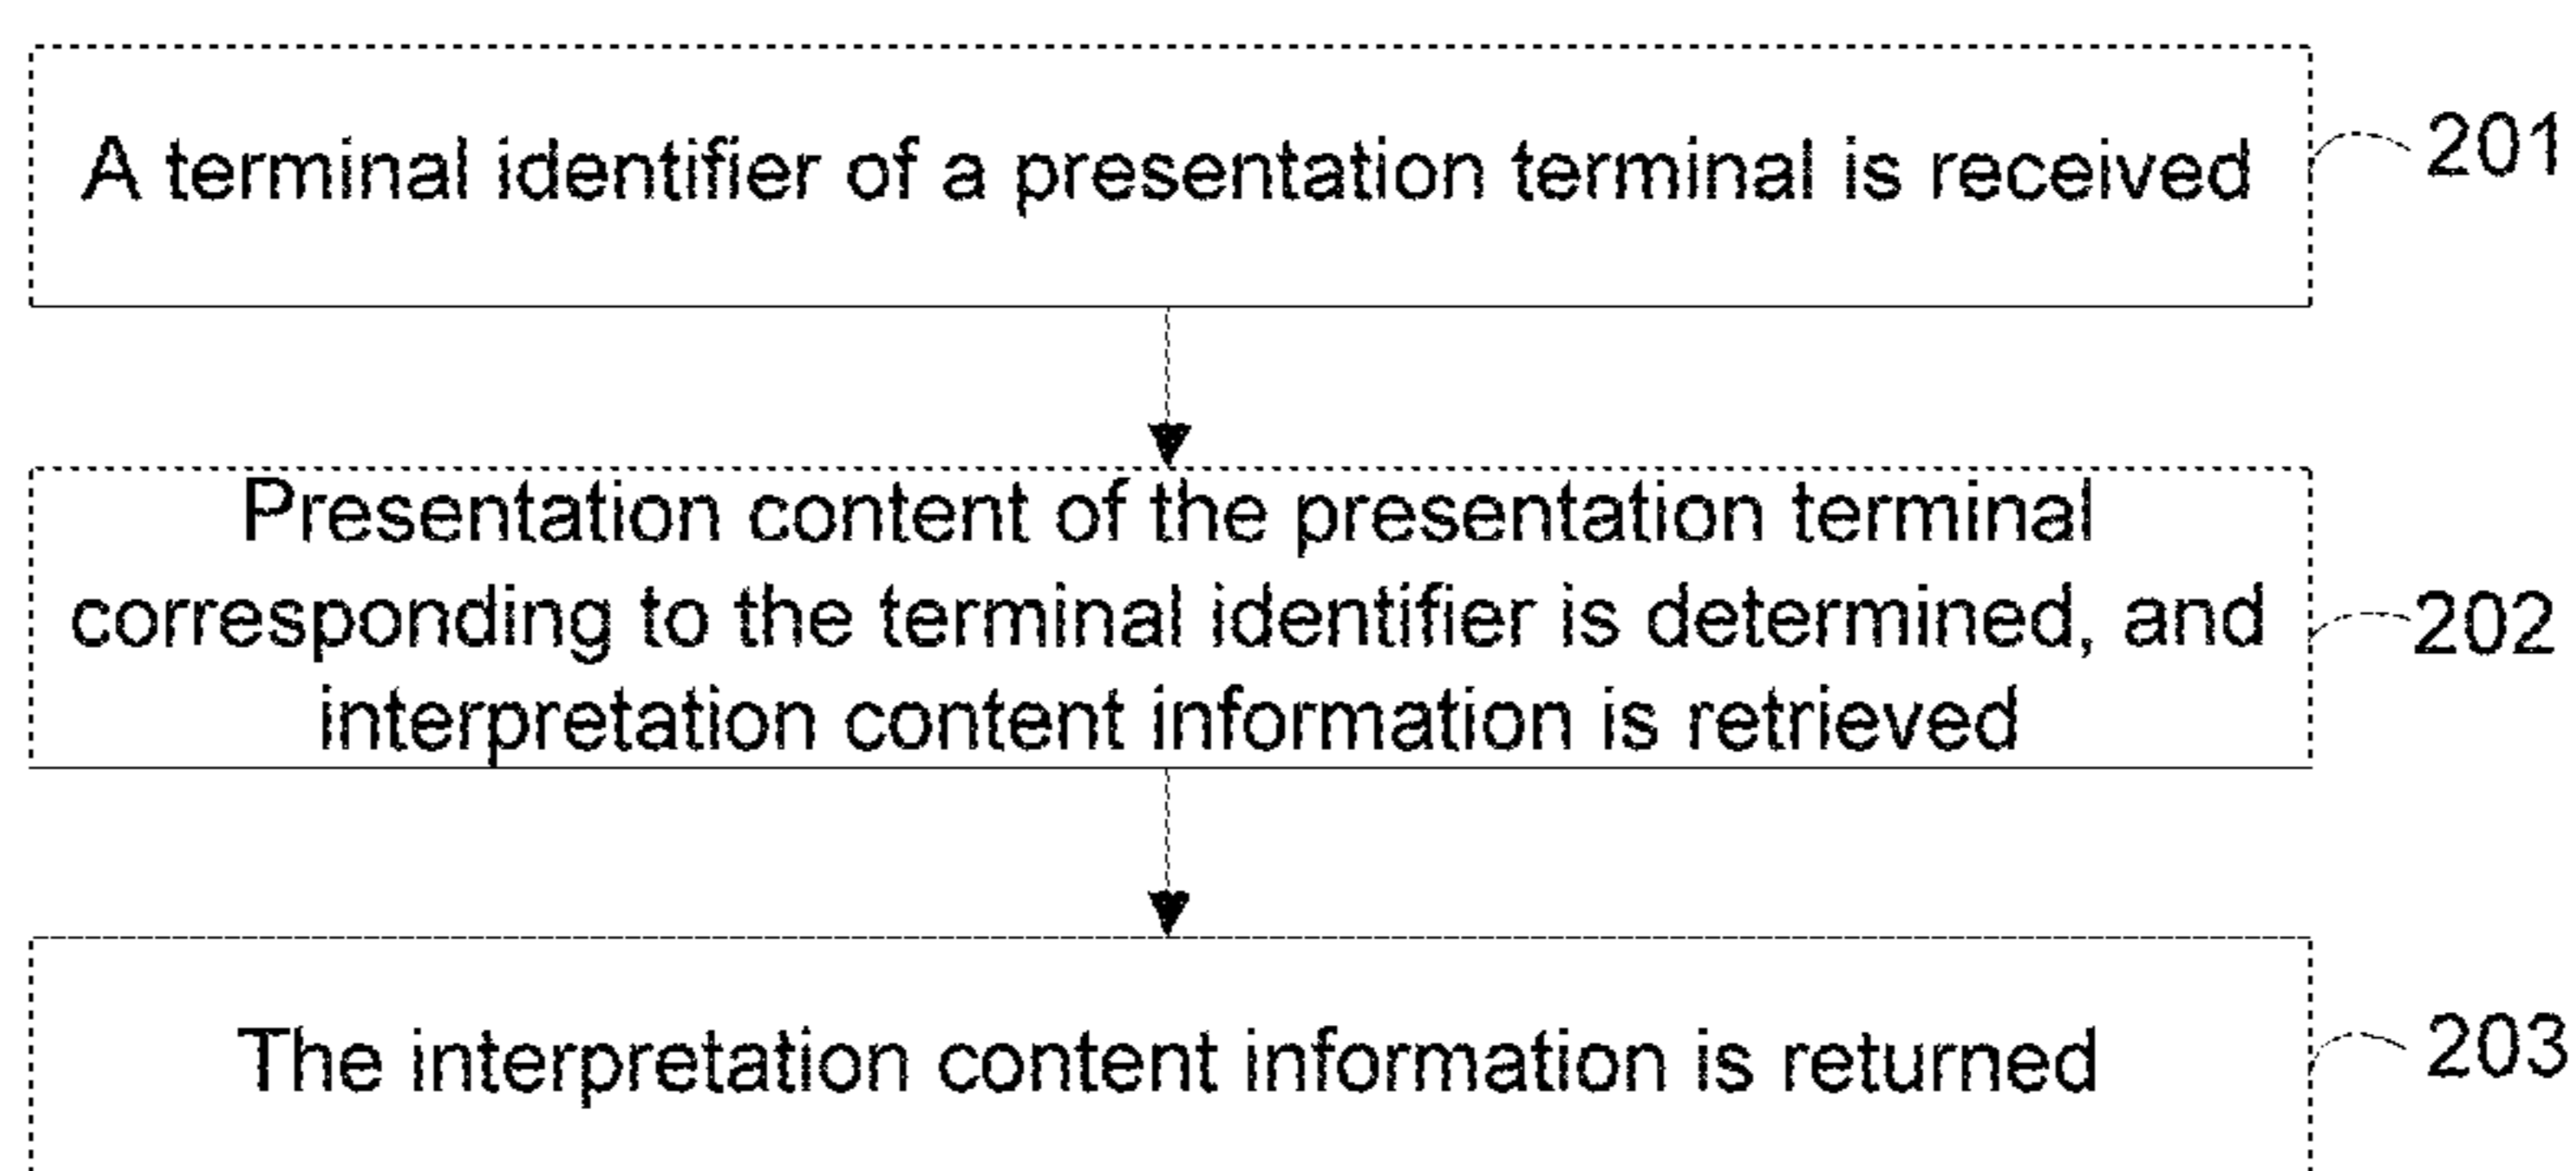 A terminal identifier of a presentation terminal is received
201
Presentation content of the presentation terminal
corresponding to the terminal identifier is determined, and
interpretation content information is retrieved
202
The interpretation content information is returned
203